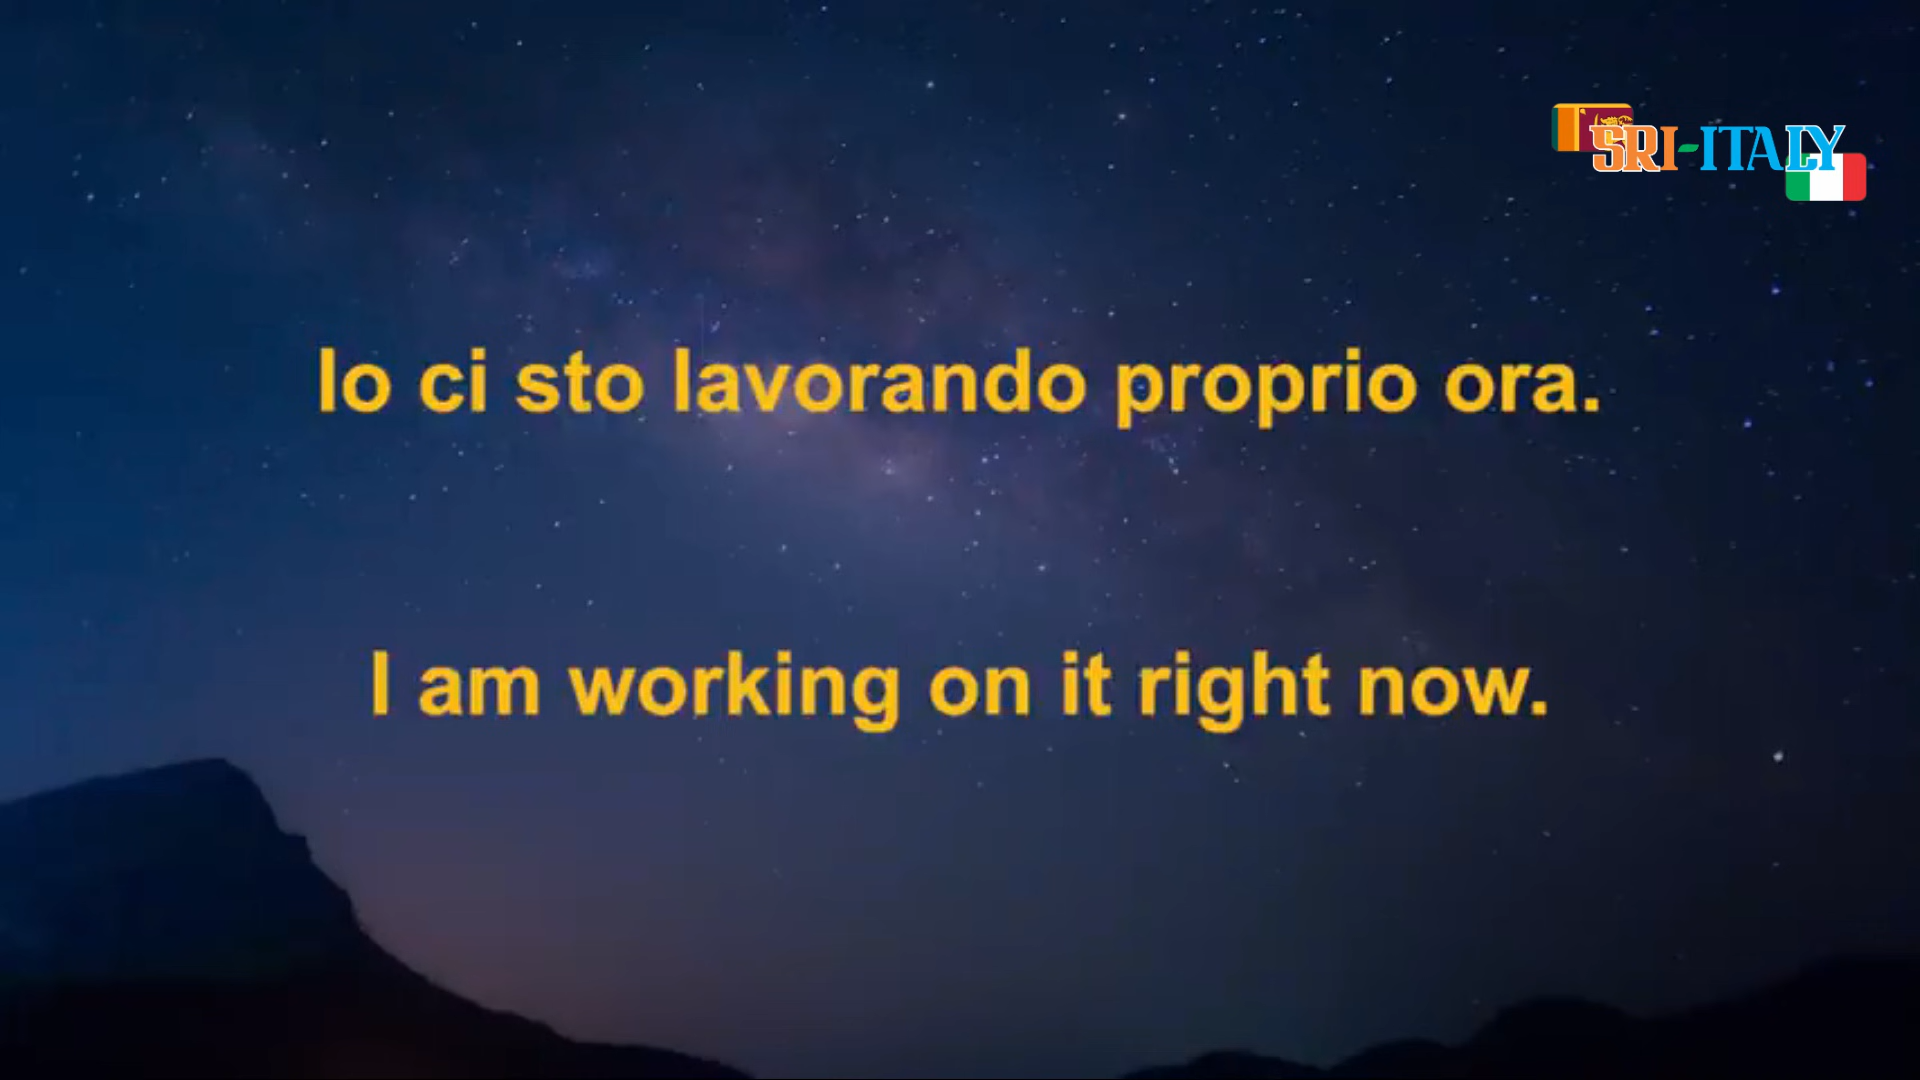 SRI-ITALY
Io ci sto lavorando proprio ora.
I am working on it right now.